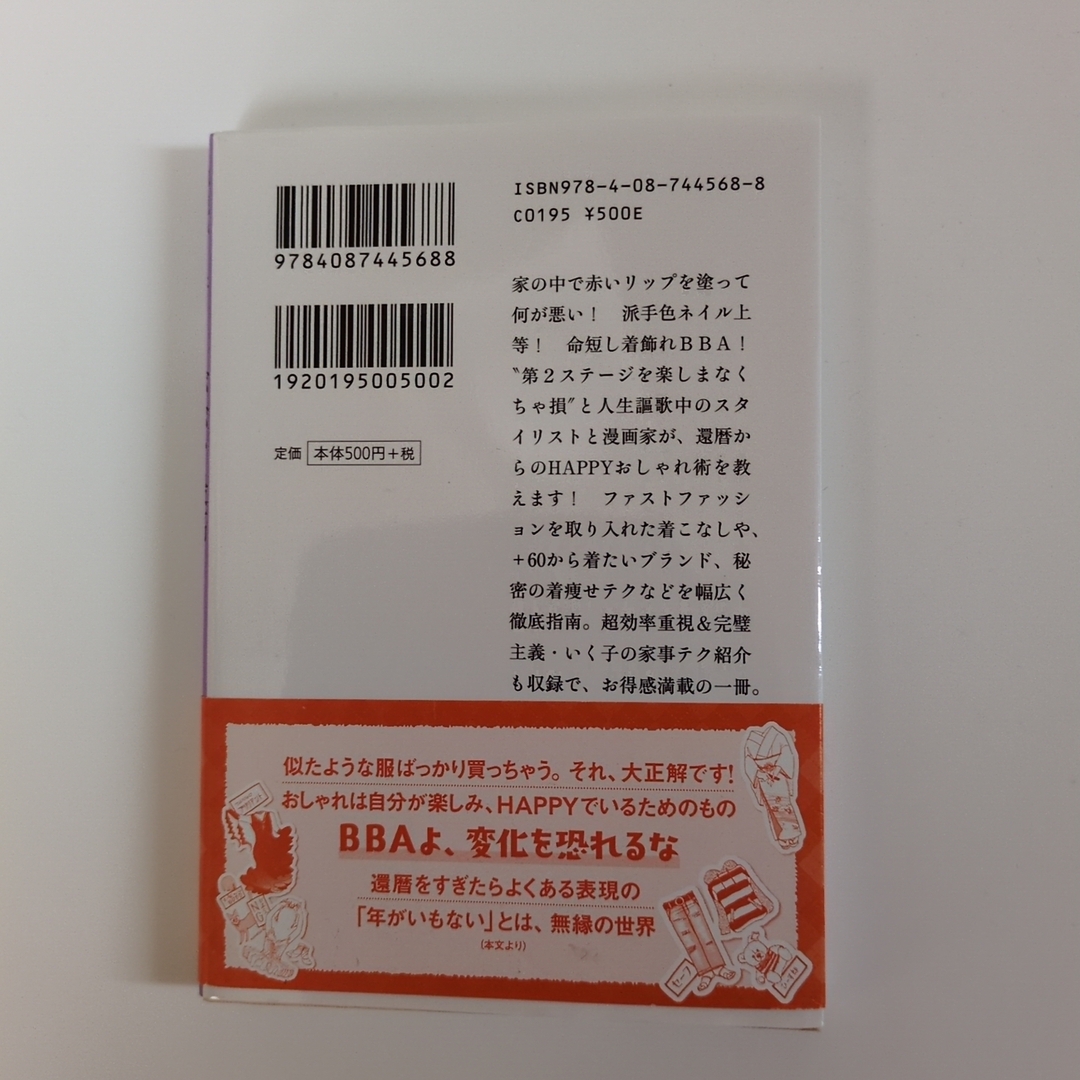 9784087445688
1920195005002
定価 本体500円+税
ISBN978-4-08-744568-8
C0195 ¥500E
家の中で赤いリップを塗って
何が悪い！ 派手色ネイル上
等！ 命短し着飾れＢＢＡ！
〝第２ステージを楽しまなく
ちゃ損〟と人生謳歌中のスタ
イリストと漫画家が、還暦か
らのHAPPYおしゃれ術を教
えます！ ファストファッシ
ョンを取り入れた着こなしや、
＋60から着たいブランド、秘
密の着痩せテクなどを幅広く
徹底指南。超効率重視＆完璧
主義・いく子の家事テク紹介
も収録で、お得感満載の一冊。
似たような服ばっかり買っちゃう。それ、大正解です!
おしゃれは自分が楽しみ、HAPPYでいるためのもの
BBAよ、変化を恐れるな
還暦をすぎたらよくある表現の
「年がいもない」とは、無縁の世界
(本文より)